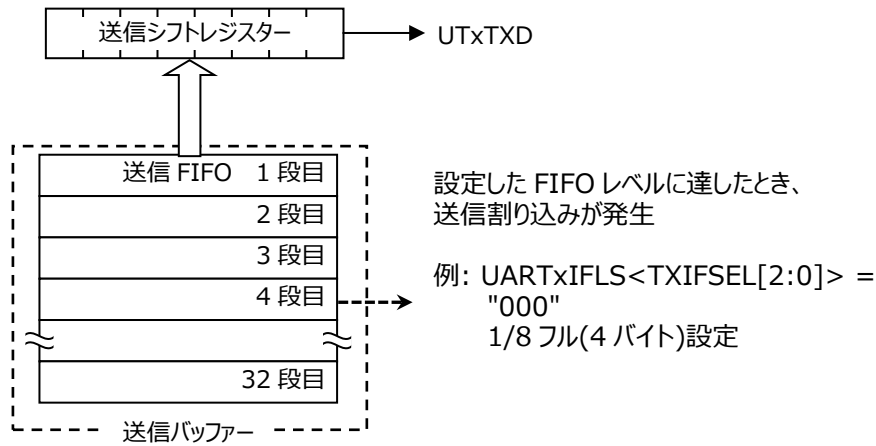 送信シフトレジスター
UTxTXD
送信 FIFO 1 段目
2 段目
3 段目
4 段目
32 段目
送信バッファー
設定した FIFO レベルに達したとき、
送信割り込みが発生
例: UARTxIFLS<TXIFSEL[2:0]> =
"000"
1/8 フル(4 バイト)設定